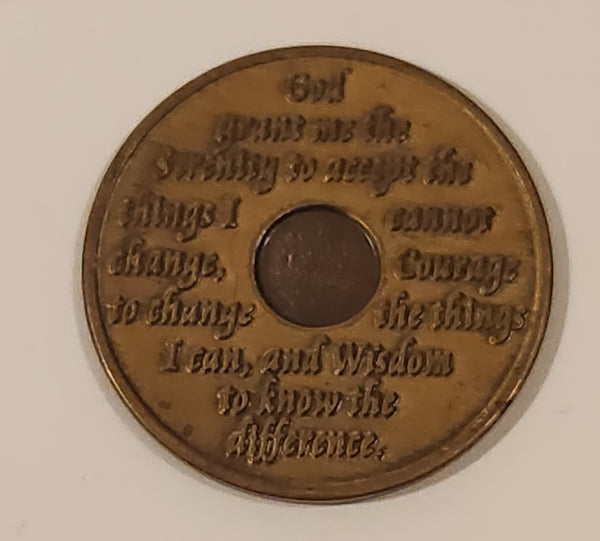 God
grant me the
Serenity to accept the
things I cannot
change, Courage
to change the things
I can, and Wisdom
to know the
difference.